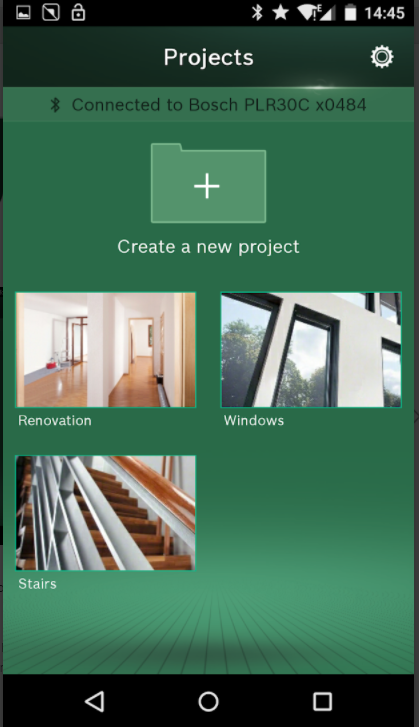 14:45
Projects
Connected to Bosch PLR30C x0484
Create a new project
Renovation
Windows
Stairs